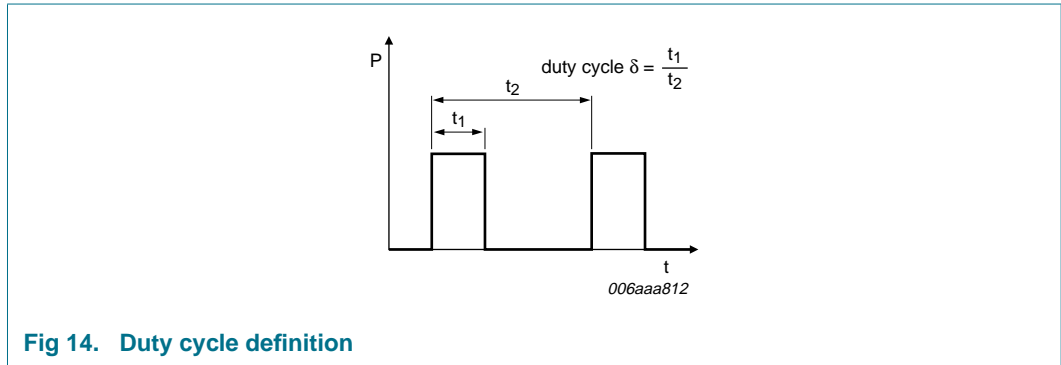 P
duty cycle δ = t1
t2
t2
t1
t
006aaa812
Fig 14. Duty cycle definition